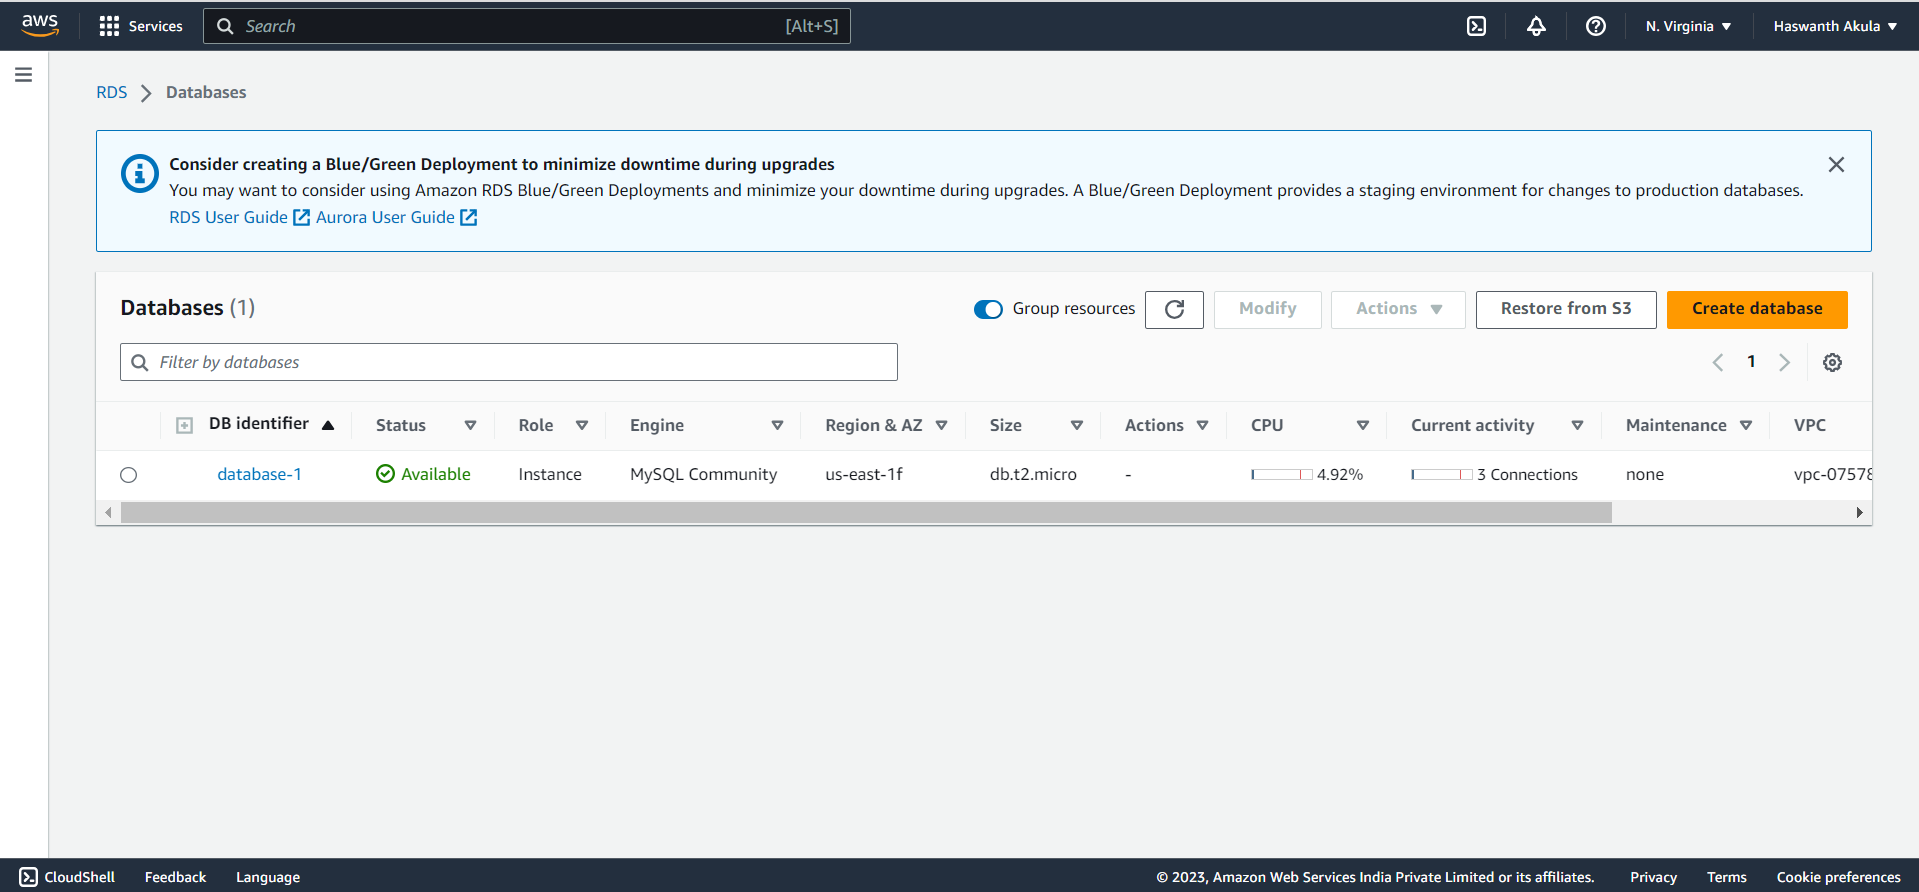 aws Services Search [Alt+S] N. Virginia Haswanth Akula
RDS Databases
Consider creating a Blue/Green Deployment to minimize downtime during upgrades
You may want to consider using Amazon RDS Blue/Green Deployments and minimize your downtime during upgrades. A Blue/Green Deployment provides a staging environment for changes to production databases.
RDS User Guide Aurora User Guide
Databases (1) Group resources Modify Actions Restore from S3 Create database
Filter by databases 1
DB identifier Status Role Engine Region & AZ Size Actions CPU Current activity Maintenance VPC
database-1 Available Instance MySQL Community us-east-1f db.t2.micro - 4.92% 3 Connections none vpc-07578
CloudShell Feedback Language © 2023, Amazon Web Services India Private Limited or its affiliates. Privacy Terms Cookie preferences